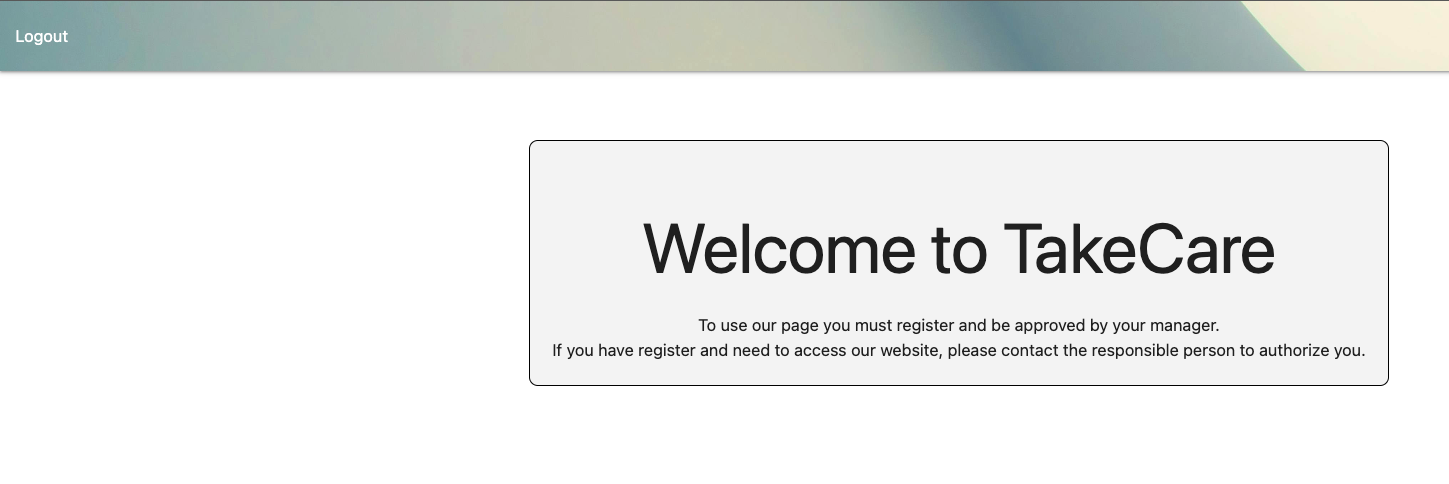 Logout
Welcome to TakeCare
To use our page you must register and be approved by your manager.
If you have register and need to access our website, please contact the responsible person to authorize you.